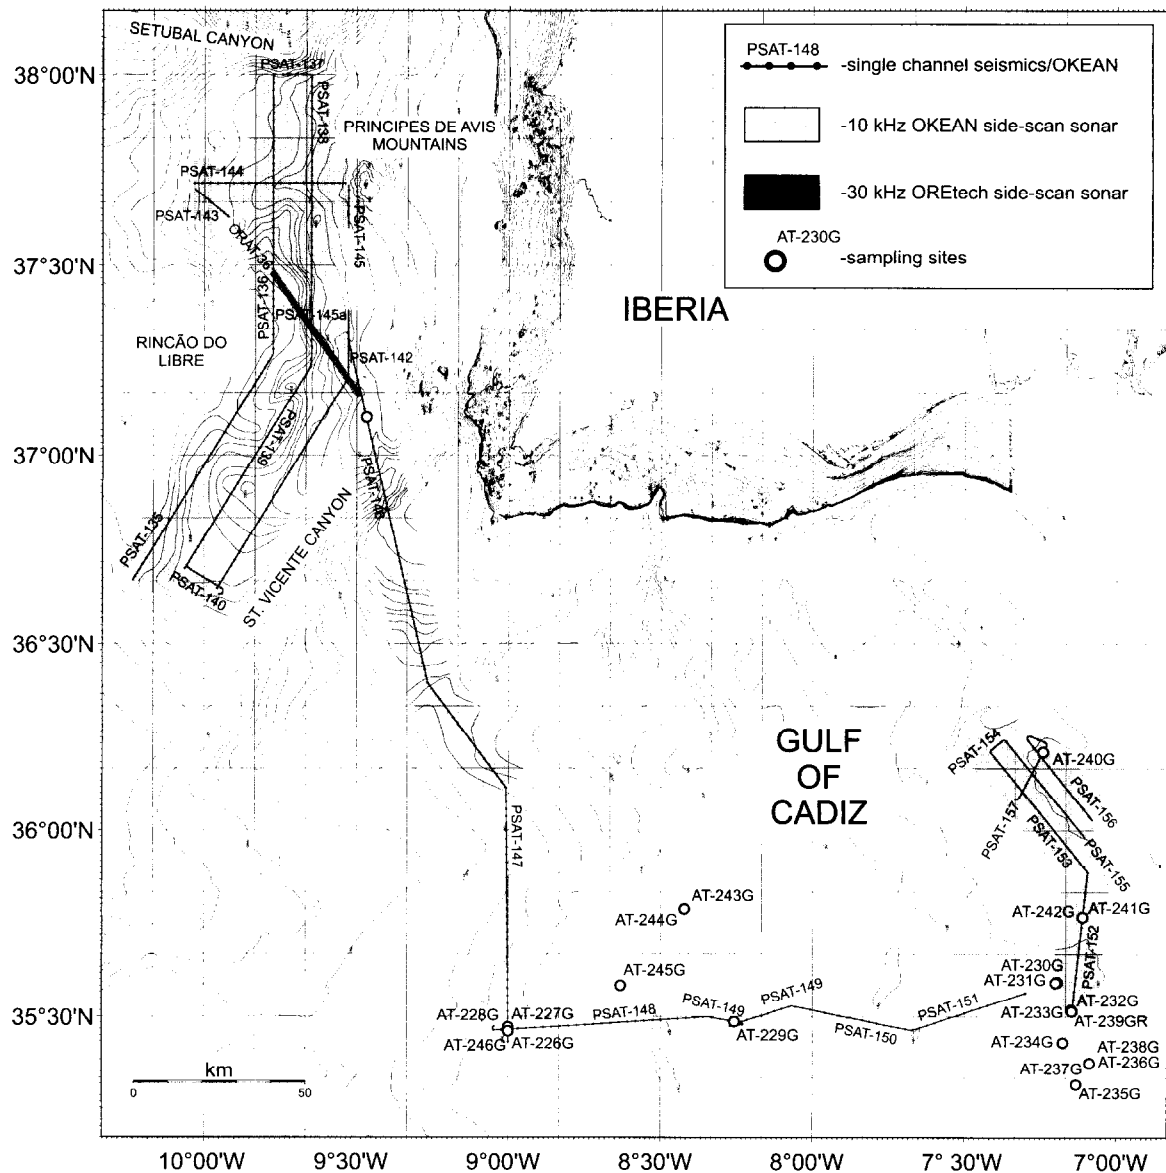 SETUBAL CANYON
PSAT-137
38°00'N
PSAT-138
PRINCIPES DE AVIS
MOUNTAINS
PSAT-148
-single channel seismics/OKEAN
-10 kHz OKEAN side-scan sonar
-30 kHz OREtech side-scan sonar
AT-230G
-sampling sites
PSAT-144
PSAT-143
PSAT-145
ORAT-36
37°30'N
PSAT-136
PSAT-145a
IBERIA
RINCÃO DO
LIBRE
PSAT-142
PSAT-139
37°00'N
PSAT-146
PSAT-135
PSAT-140
ST. VICENTE CANYON
36°30'N
GULF
OF
CADIZ
PSAT-154
AT-240G
PSAT-156
PSAT-157
PSAT-153
PSAT-155
36°00'N
PSAT-147
AT-243G
AT-244G
AT-242G
AT-241G
PSAT-152
AT-245G
AT-230G
AT-231G
35°30'N
AT-228G
AT-227G
PSAT-148
PSAT-149
PSAT-149
PSAT-151
AT-232G
AT-233G
AT-239GR
AT-246G
AT-226G
AT-229G
PSAT-150
AT-234G
AT-238G
AT-236G
AT-237G
AT-235G
km
0
50
10°00'W
9°30'W
9°00'W
8°30'W
8°00'W
7°30'W
7°00'W